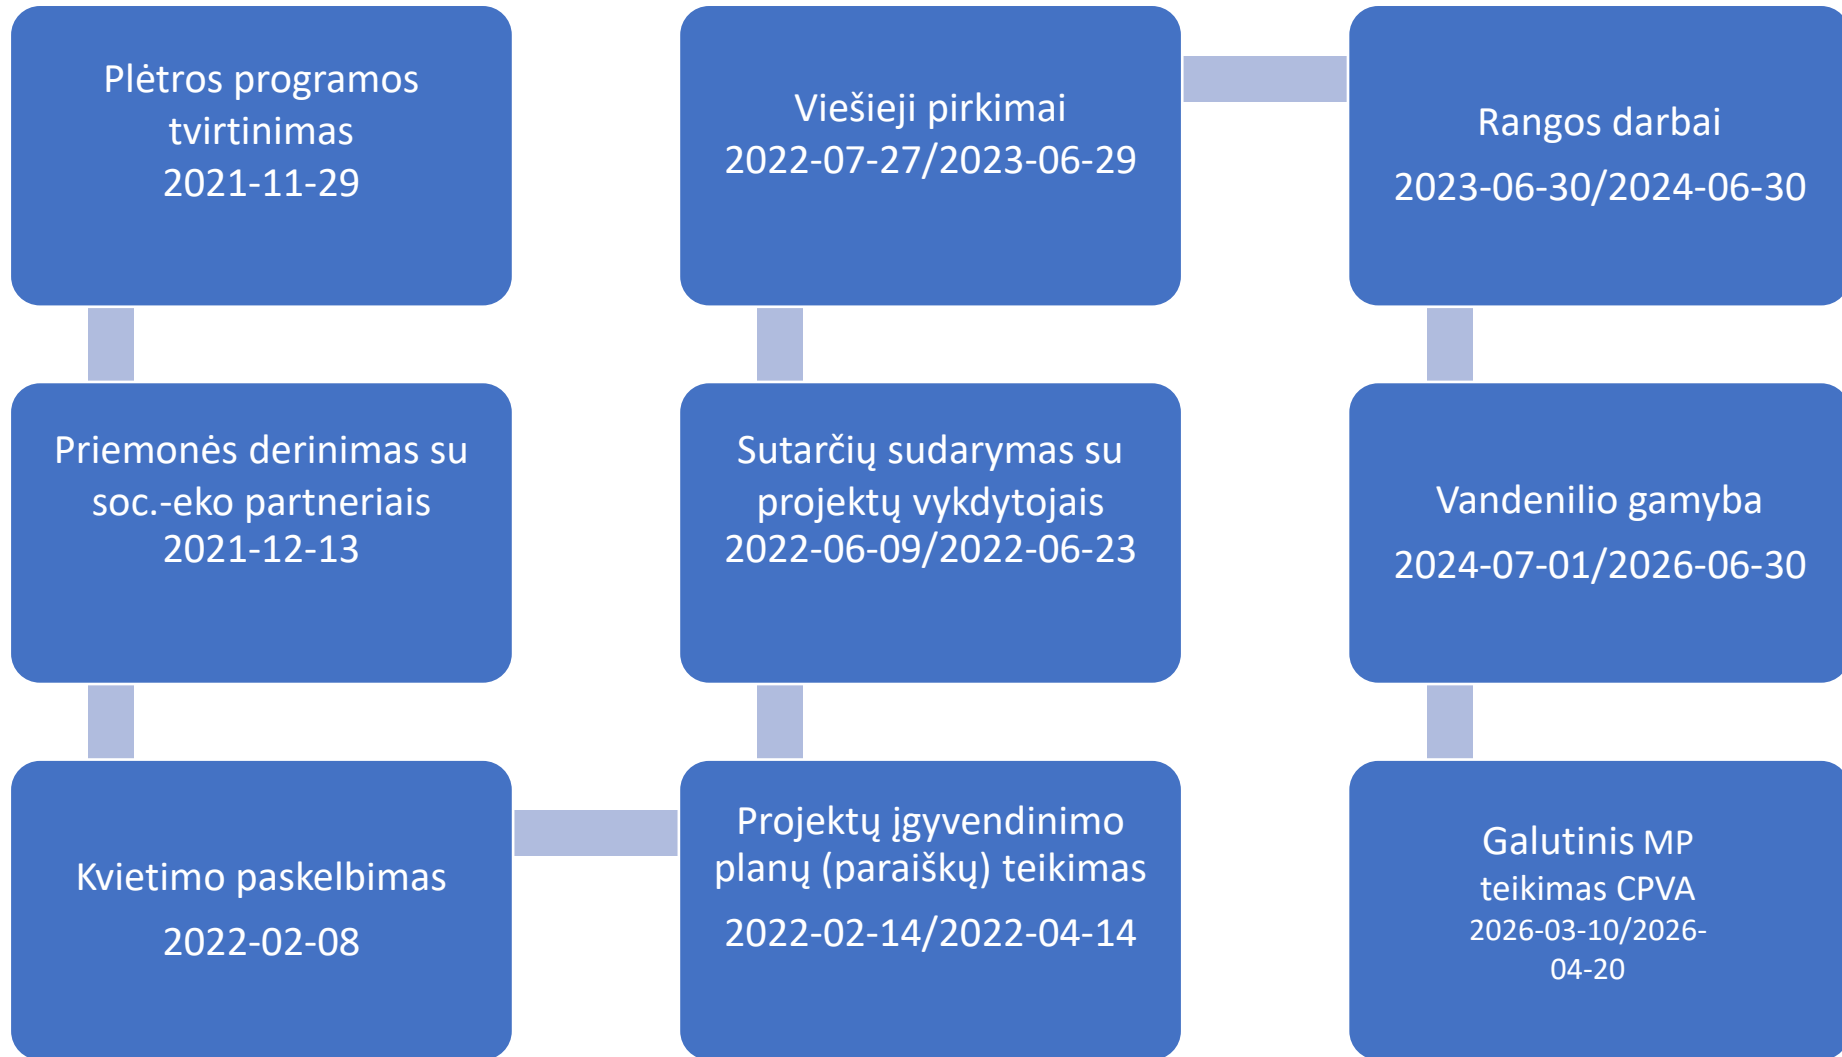 Plėtros programos
tvirtinimas
2021-11-29
Priemonės derinimas su
soc.-eko partneriais
2021-12-13
Kvietimo paskelbimas
2022-02-08
Projektų įgyvendinimo
planų (paraiškų) teikimas
2022-02-14/2022-04-14
Sutarčių sudarymas su
projektų vykdytojais
2022-06-09/2022-06-23
Viešieji pirkimai
2022-07-27/2023-06-29
Rangos darbai
2023-06-30/2024-06-30
Vandenilio gamyba
2024-07-01/2026-06-30
Galutinis MP
teikimas CPVA
2026-03-10/2026-
04-20